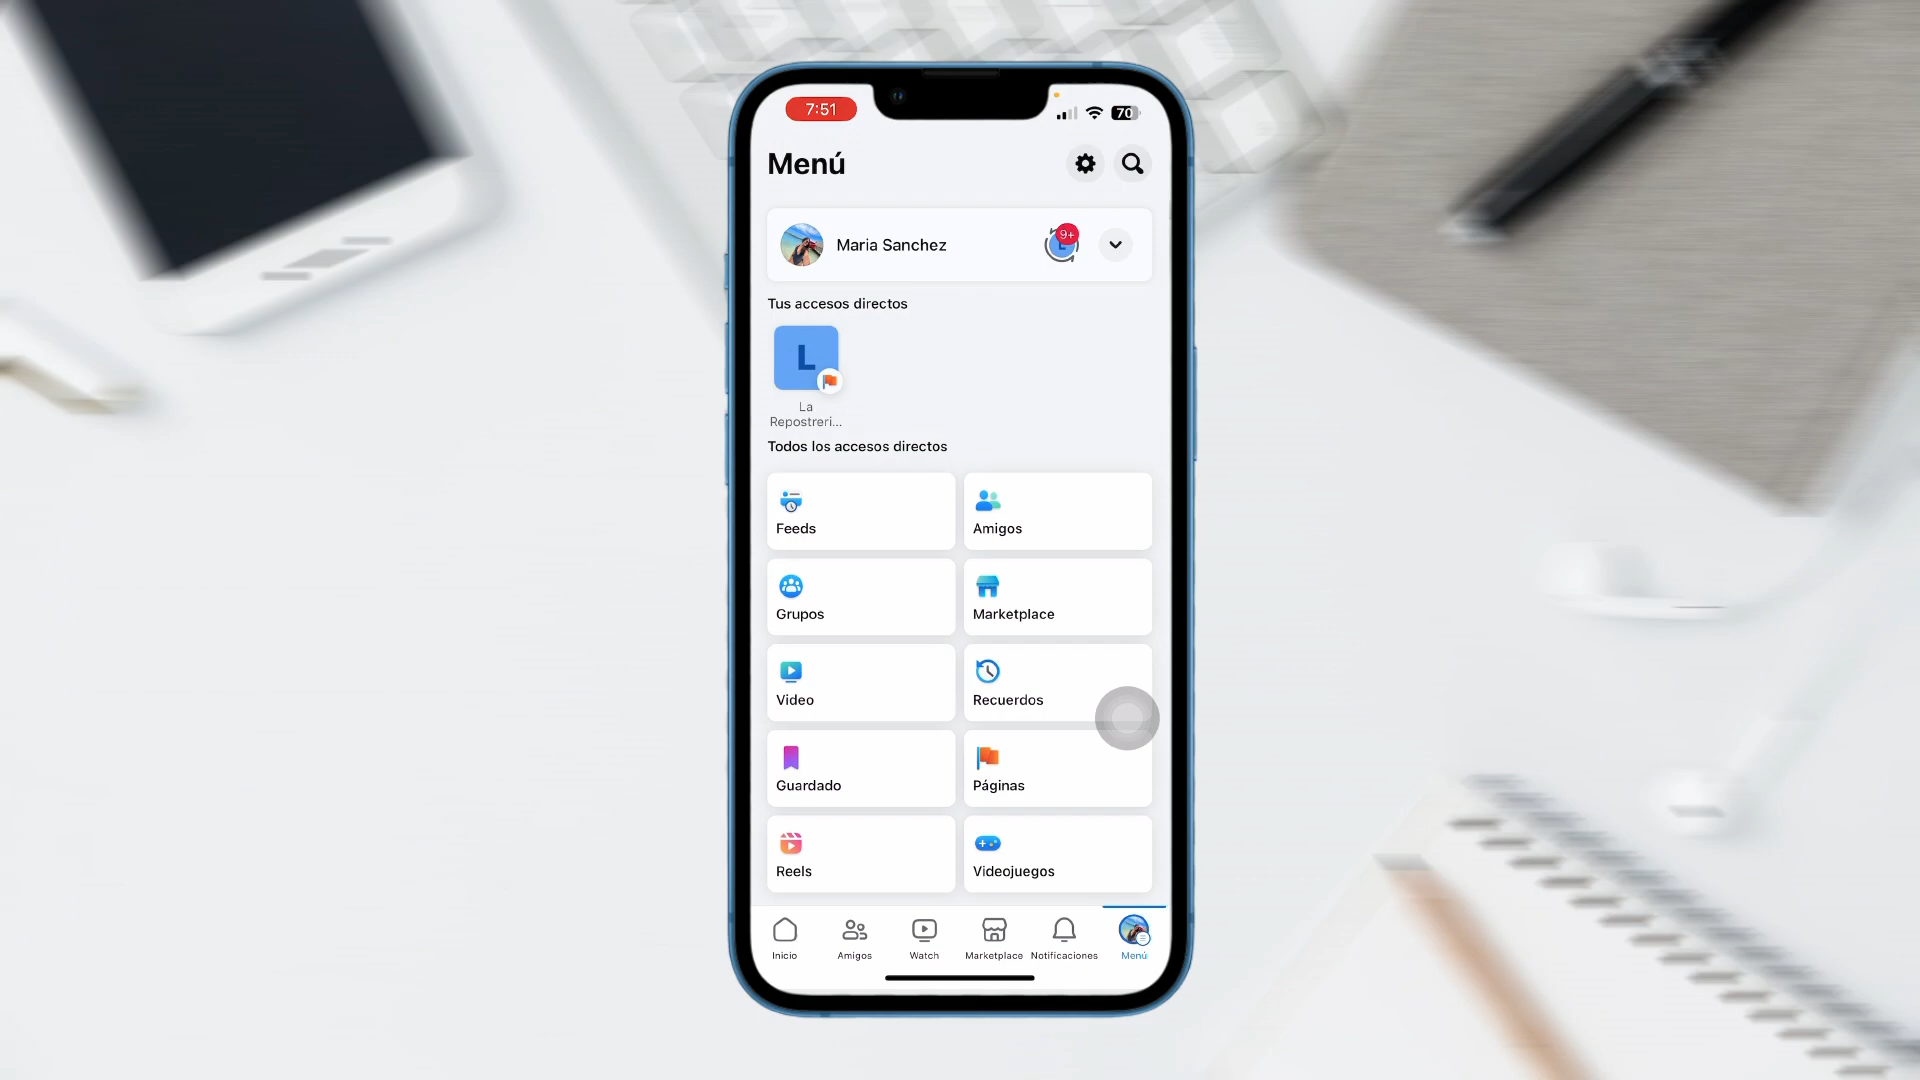 7:51
70
Menú
Maria Sanchez
9+
L
Tus accesos directos
L
La
Repostreri...
Todos los accesos directos
Feeds
Amigos
Grupos
Marketplace
Video
Recuerdos
Guardado
Páginas
Reels
Videojuegos
Inicio
Amigos
Watch
Marketplace
Notificaciones
Menú